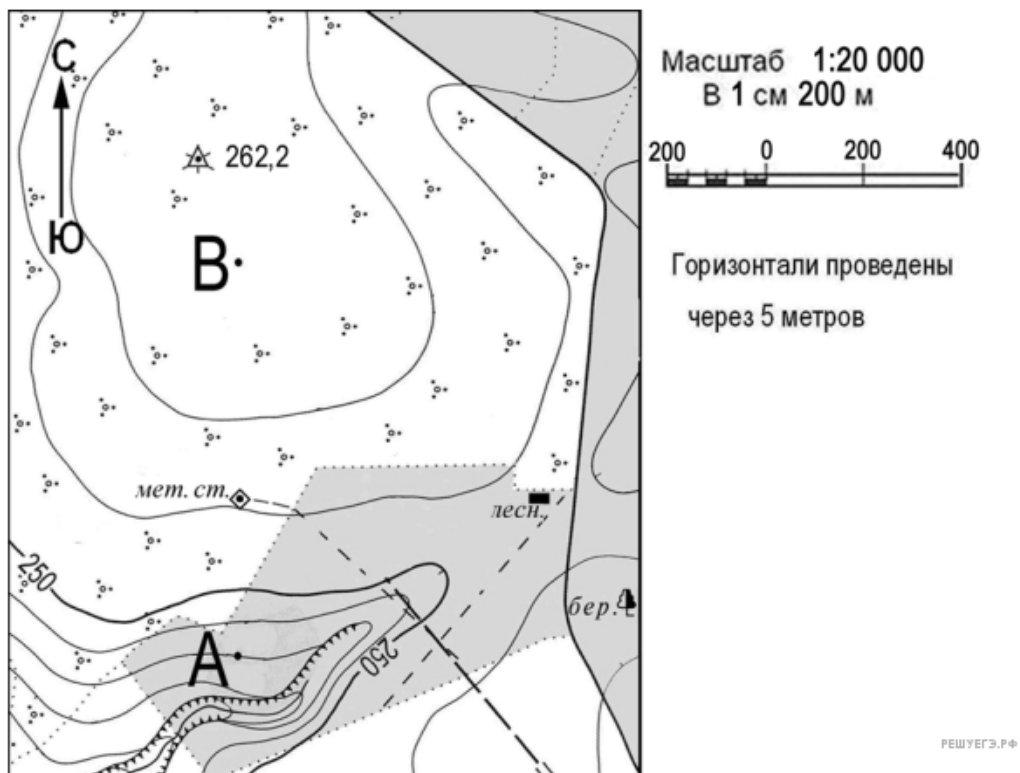 С
Ю
262,2
В
мет. ст.
лесн.
250
бер.
А
250
Масштаб 1:20 000
В 1 см 200 м
200 0 200 400
Горизонтали проведены
через 5 метров
РЕШУЕГЭ.РФ